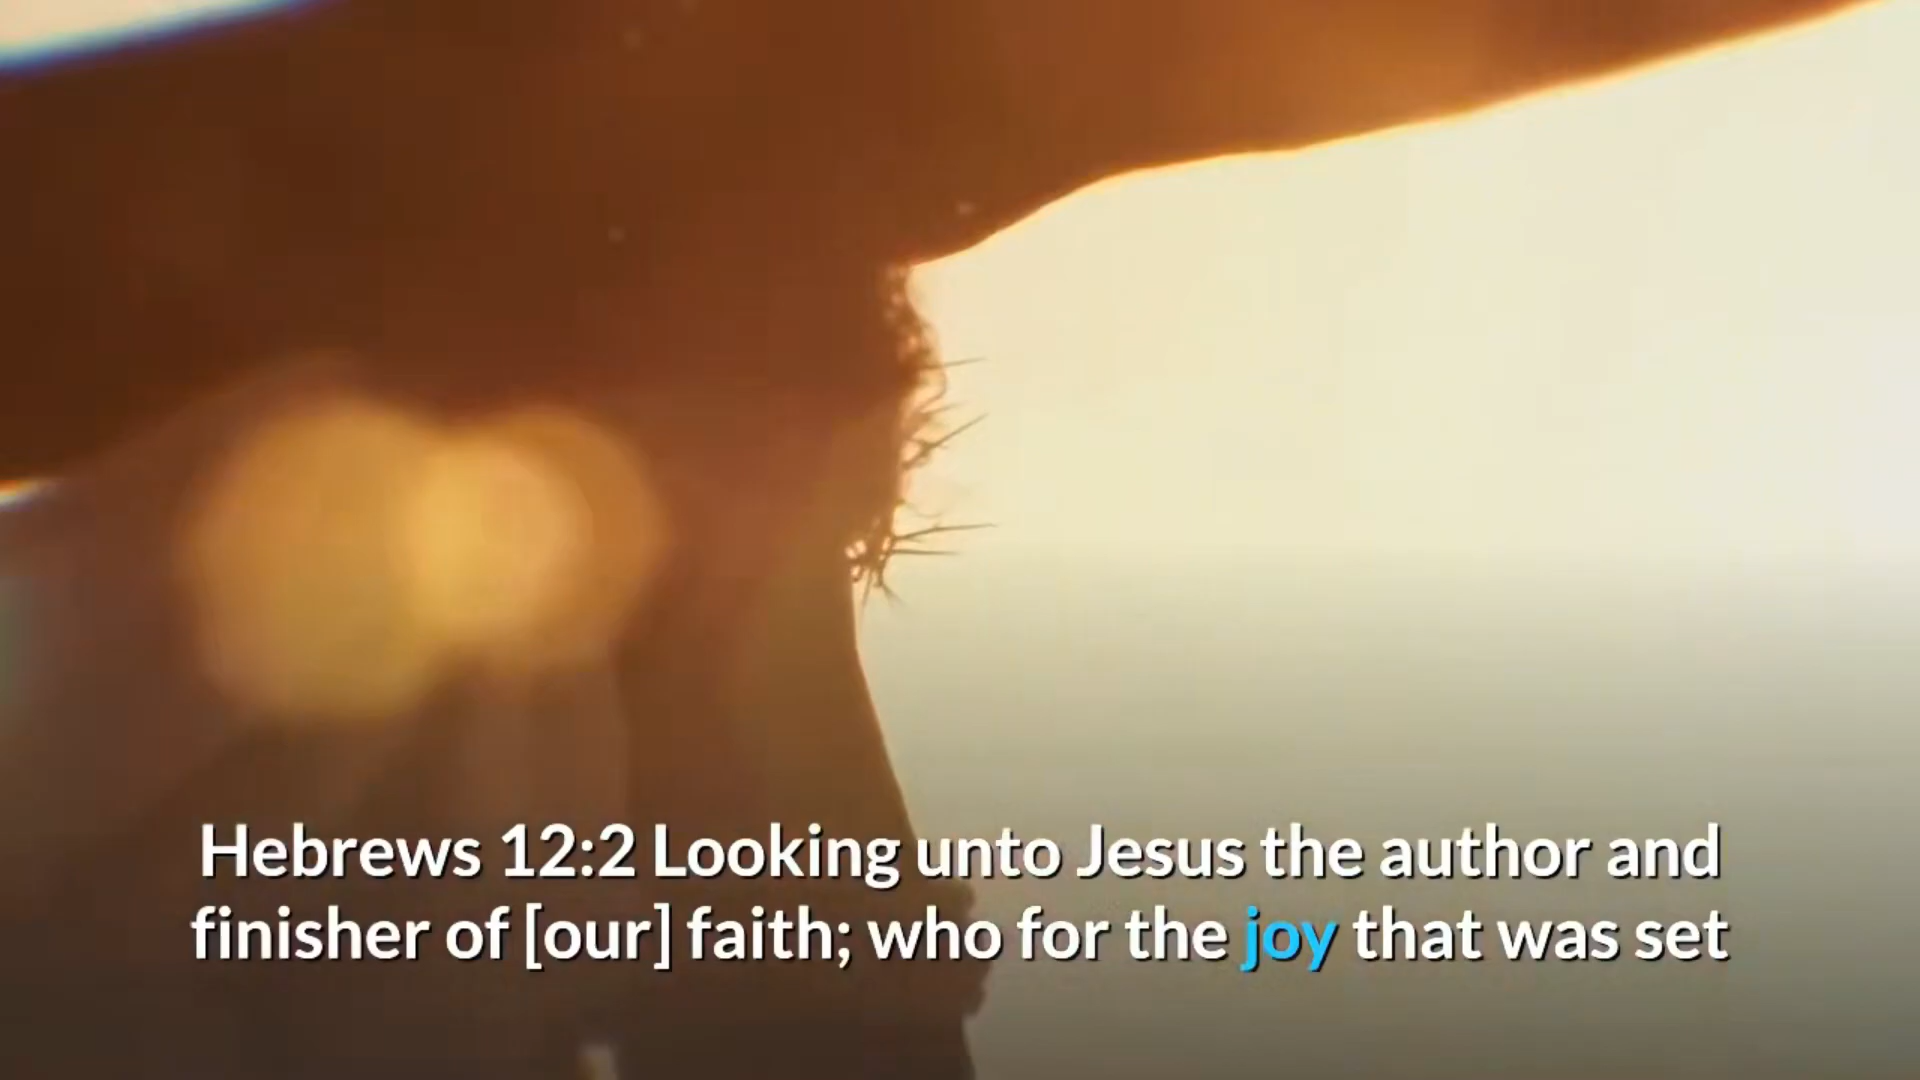 Hebrews 12:2 Looking unto Jesus the author and
finisher of [our] faith; who for the joy that was set